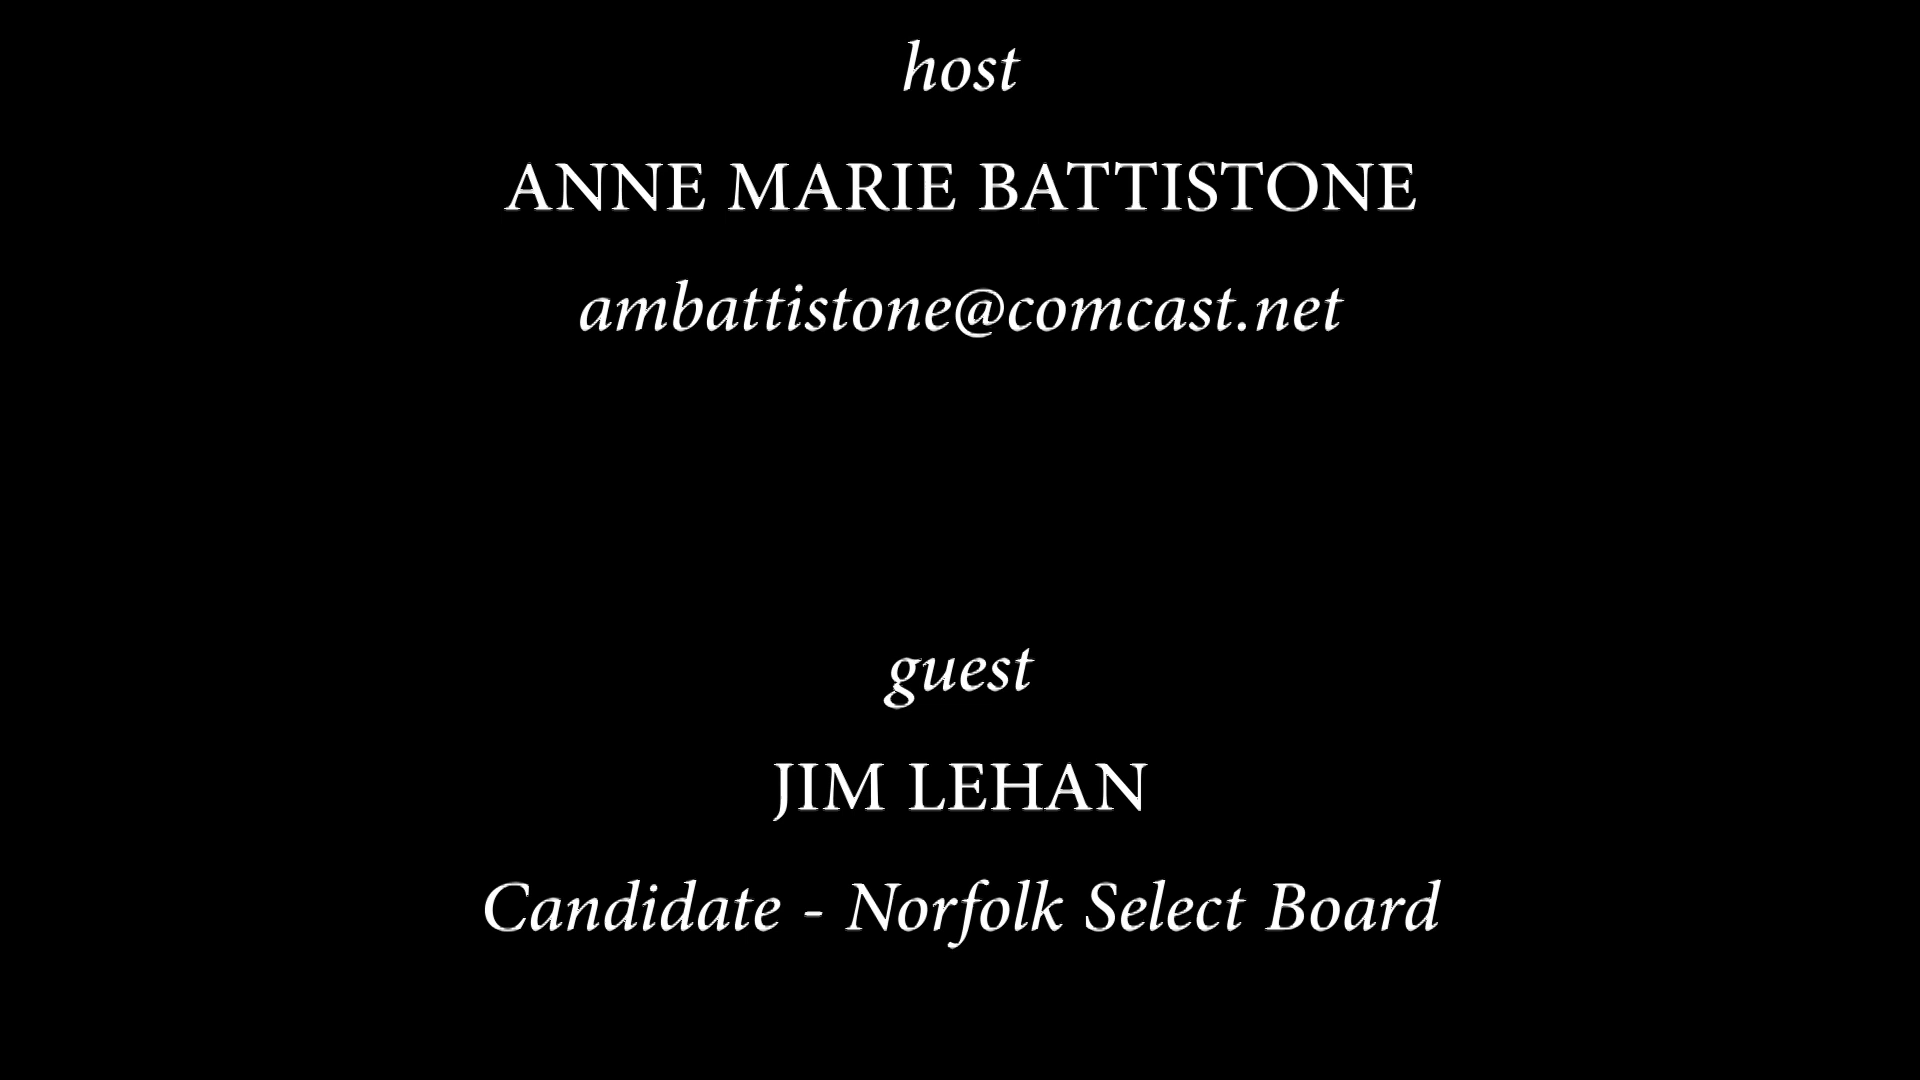 host
ANNE MARIE BATTISTONE
ambattistone@comcast.net
guest
JIM LEHAN
Candidate - Norfolk Select Board